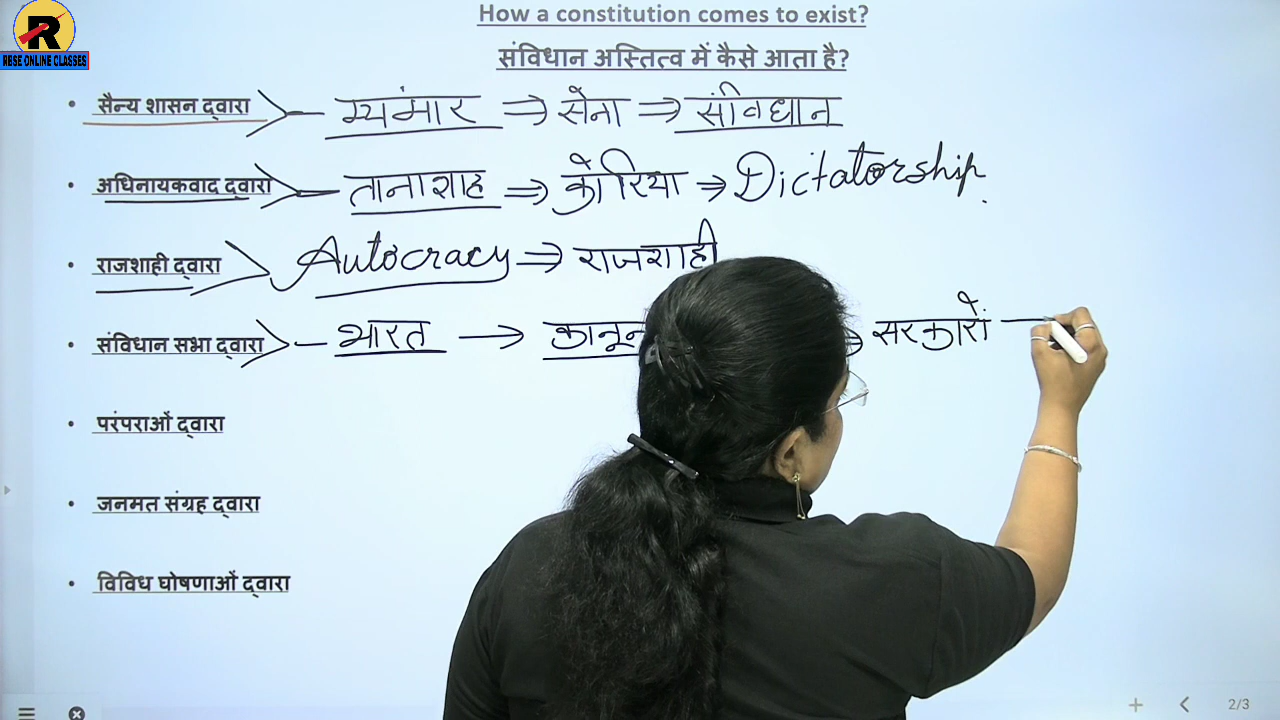 R
RBSE ONLINE CLASSES
How a constitution comes to exist?
संविधान अस्तित्व में कैसे आता है?
• सैन्य शासन द्वारा म्यंमार ⇒ सेना ⇒ संविधान
• अधिनायकवाद द्वारा तानाशाह ⇒ कोरिया ⇒ Dictatorship
• राजशाही द्वारा Autocracy ⇒ राजशाही
• संविधान सभा द्वारा भारत → कानून सरकारों
• परंपराओं द्वारा
• जनमत संग्रह द्वारा
• विविध घोषणाओं द्वारा
2/3